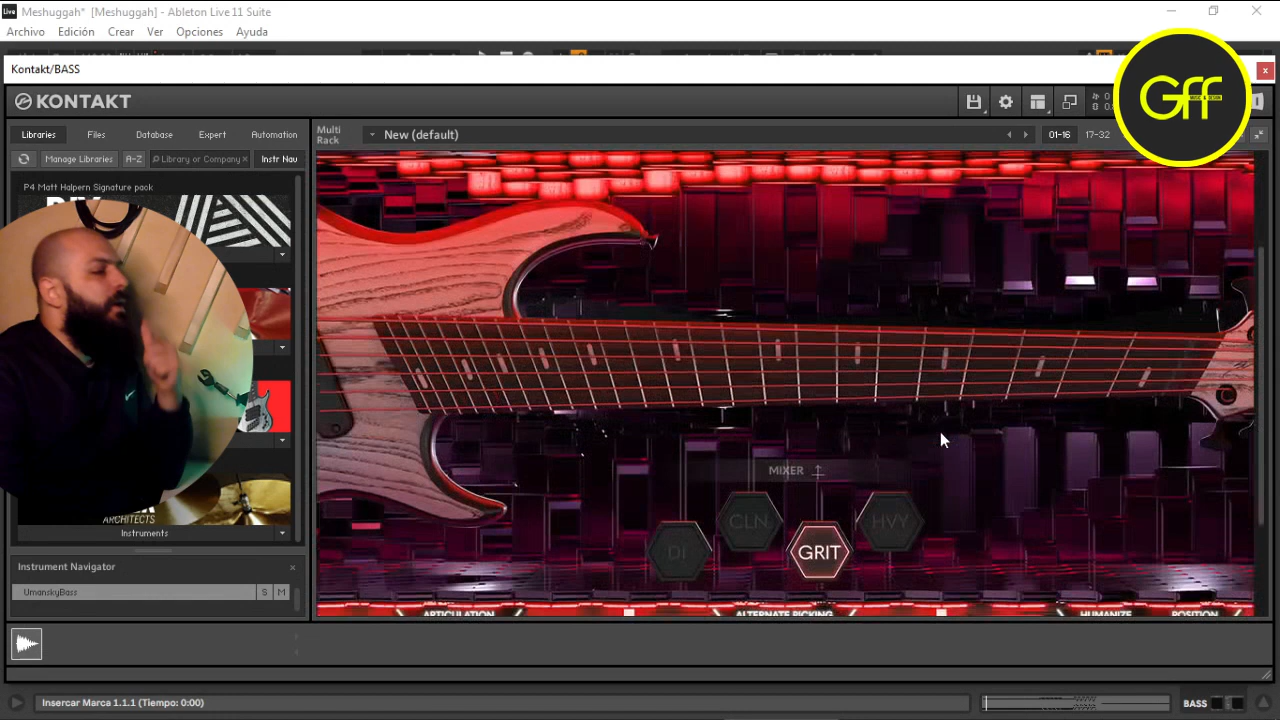 Live Meshuggah* [Meshuggah] - Ableton Live 11 Suite
Archivo Edición Crear Ver Opciones Ayuda
Kontakt/BASS
KONTAKT
Gff
Libraries Files Database Expert Automation
Multi Rack
New (default)
01-16 17-32
Manage Libraries A-Z Library or Company Instr Nav
P4 Matt Halpern Signature pack
ARCHITECTS
Instruments
MIXER
DI CLN GRIT HVY
Instrument Navigator
UmanskyBass S M
ARTICULATION ALTERNATE PICKING HUMANIZE POSITION
Insercar Marca 1.1.1 (Tiempo: 0:00)
BASS